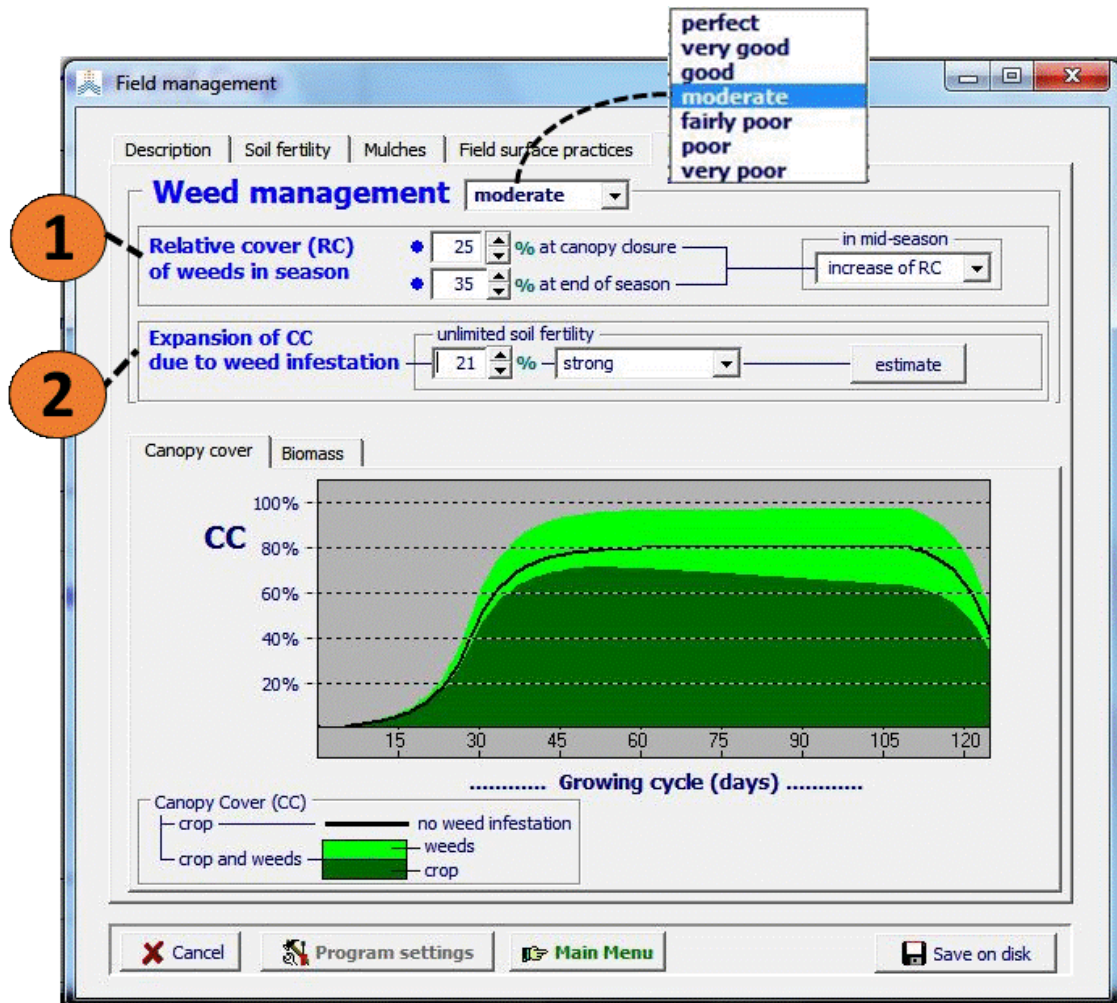 perfect
very good
good
moderate
fairly poor
poor
very poor
Field management
Description Soil fertility Mulches Field surface practices
Weed management moderate
1
Relative cover (RC)
of weeds in season
25 % at canopy closure
35 % at end of season
in mid-season
increase of RC
2
Expansion of CC
due to weed infestation
unlimited soil fertility
21 % strong estimate
Canopy cover Biomass
CC
100%
80%
60%
40%
20%
15 30 45 60 75 90 105 120
............ Growing cycle (days) ............
Canopy Cover (CC)
crop no weed infestation
crop and weeds
weeds
crop
Cancel Program settings Main Menu Save on disk